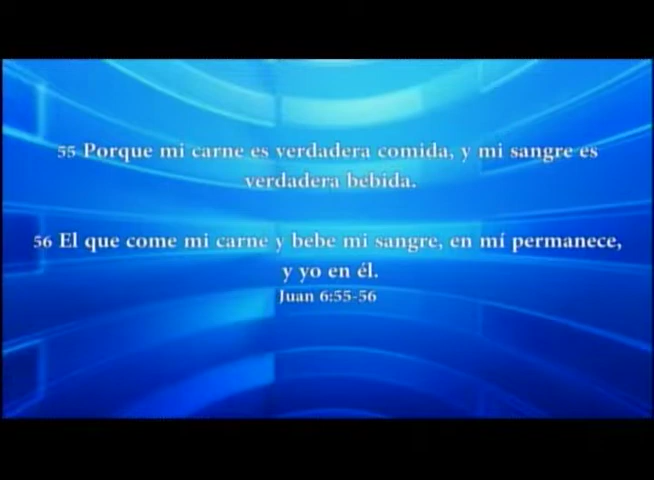 55 Porque mi carne es verdadera comida, y mi sangre es
verdadera bebida.
56 El que come mi carne y bebe mi sangre, en mí permanece,
y yo en él.
Juan 6:55-56